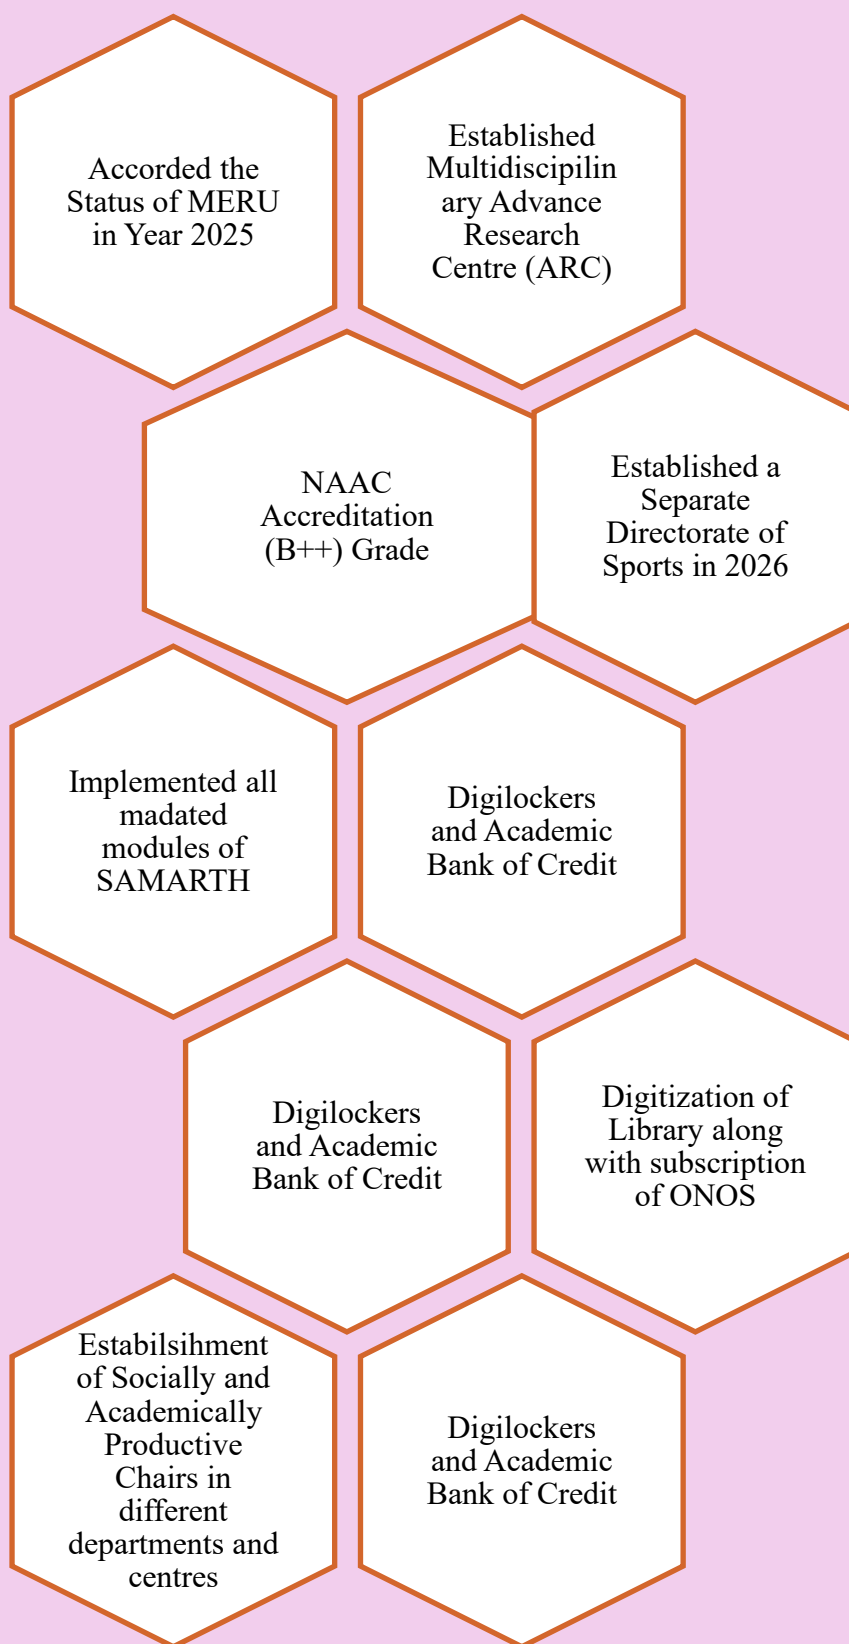 Accorded the
Status of MERU
in Year 2025
Established
Multidiscipilin
ary Advance
Research
Centre (ARC)
NAAC
Accreditation
(B++) Grade
Established a
Separate
Directorate of
Sports in 2026
Implemented all
madated
modules of
SAMARTH
Digilockers
and Academic
Bank of Credit
Digilockers
and Academic
Bank of Credit
Digitization of
Library along
with subscription
of ONOS
Estabilsihment
of Socially and
Academically
Productive
Chairs in
different
departments and
centres
Digilockers
and Academic
Bank of Credit